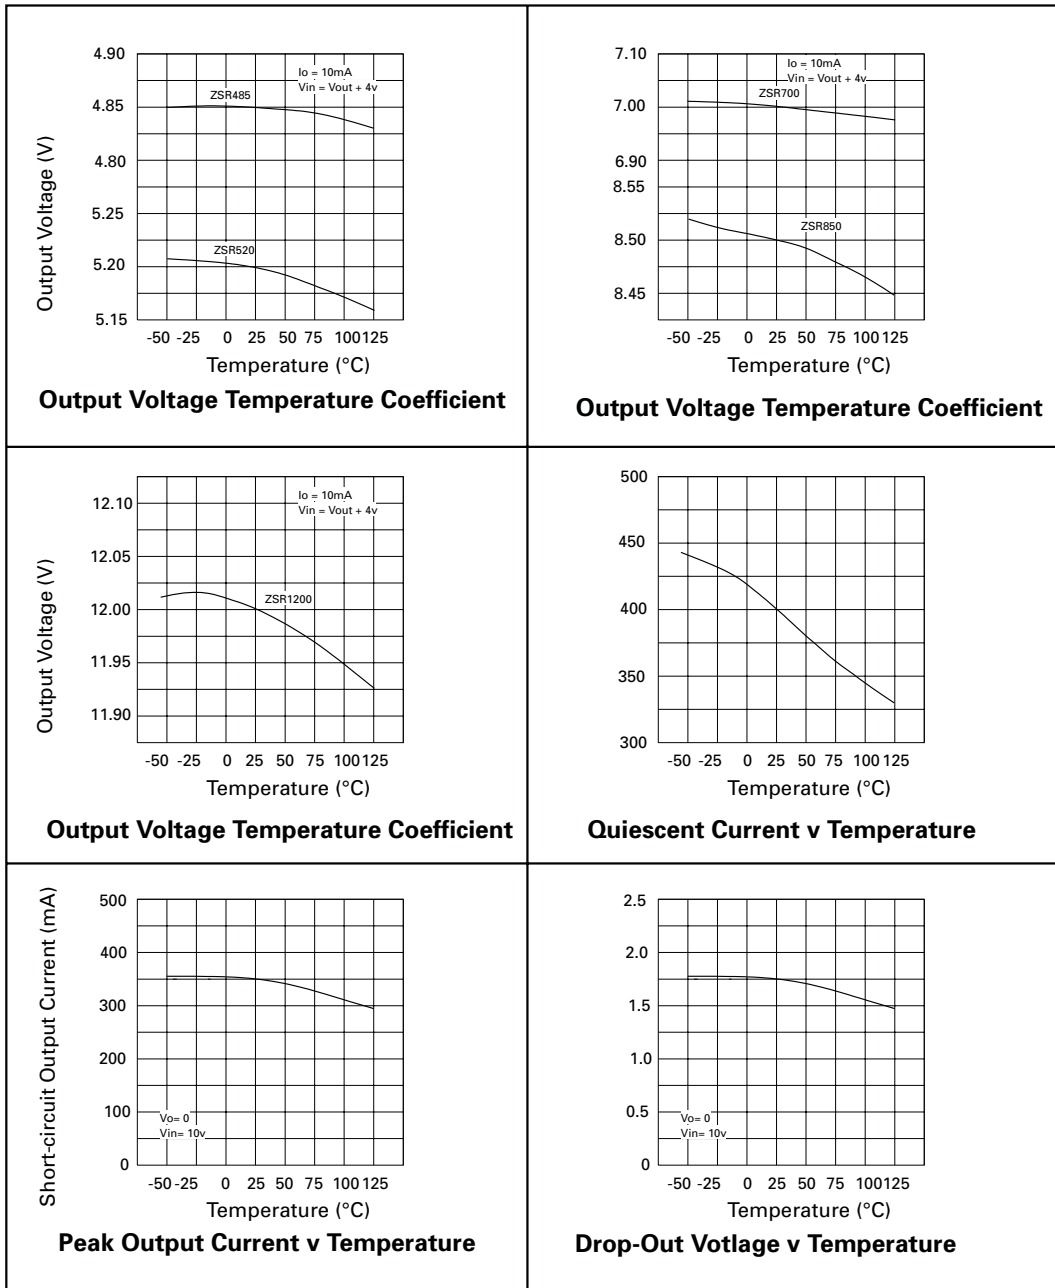 4.90
4.85
4.80
5.25
5.20
5.15
Output Voltage (V)
Io = 10mA
Vin = Vout + 4v
ZSR485
ZSR520
-50 -25 0 25 50 75 100 125
Temperature (°C)
Output Voltage Temperature Coefficient
7.10
7.00
6.90
8.55
8.50
8.45
Io = 10mA
Vin = Vout + 4v
ZSR700
ZSR850
-50 -25 0 25 50 75 100 125
Temperature (°C)
Output Voltage Temperature Coefficient
12.10
12.05
12.00
11.95
11.90
Output Voltage (V)
Io = 10mA
Vin = Vout + 4v
ZSR1200
-50 -25 0 25 50 75 100 125
Temperature (°C)
Output Voltage Temperature Coefficient
500
450
400
350
300
-50 -25 0 25 50 75 100 125
Temperature (°C)
Quiescent Current v Temperature
500
400
300
200
100
0
Short-circuit Output Current (mA)
Vo= 0
Vin= 10v
-50 -25 0 25 50 75 100 125
Temperature (°C)
Peak Output Current v Temperature
2.5
2.0
1.5
1.0
0.5
0
Vo= 0
Vin= 10v
-50 -25 0 25 50 75 100 125
Temperature (°C)
Drop-Out Votlage v Temperature